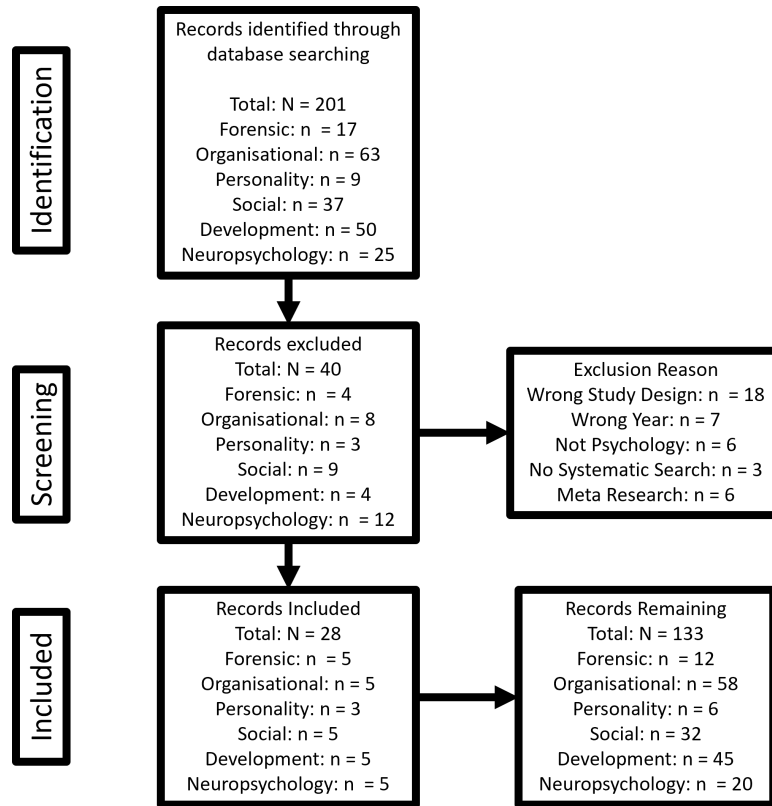 Identification
Records identified through
database searching
Total: N = 201
Forensic: n  = 17
Organisational: n = 63
Personality: n = 9
Social: n = 37
Development: n = 50
Neuropsychology: n  = 25
Screening
Records excluded
Total: N = 40
Forensic: n  = 4
Organisational: n = 8
Personality: n = 3
Social: n = 9
Development: n = 4
Neuropsychology: n  = 12
Exclusion Reason
Wrong Study Design: n  = 18
Wrong Year: n = 7
Not Psychology: n = 6
No Systematic Search: n = 3
Meta Research: n = 6
Included
Records Included
Total: N = 28
Forensic: n  = 5
Organisational: n = 5
Personality: n = 3
Social: n = 5
Development: n = 5
Neuropsychology: n = 5
Records Remaining
Total: N = 133
Forensic: n  = 12
Organisational: n = 58
Personality: n = 6
Social: n = 32
Development: n = 45
Neuropsychology: n = 20